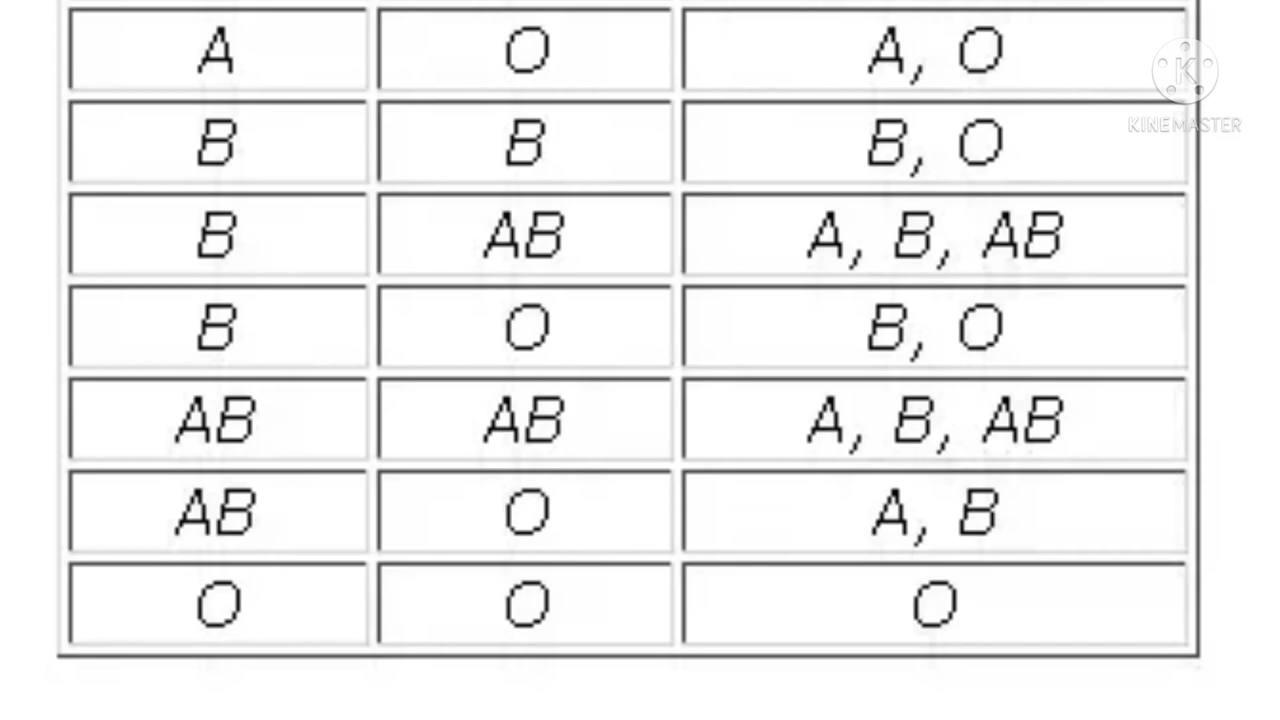 A O A, O
B B B, O
B AB A, B, AB
B O B, O
AB AB A, B, AB
AB O A, B
O O O
KINEMASTER